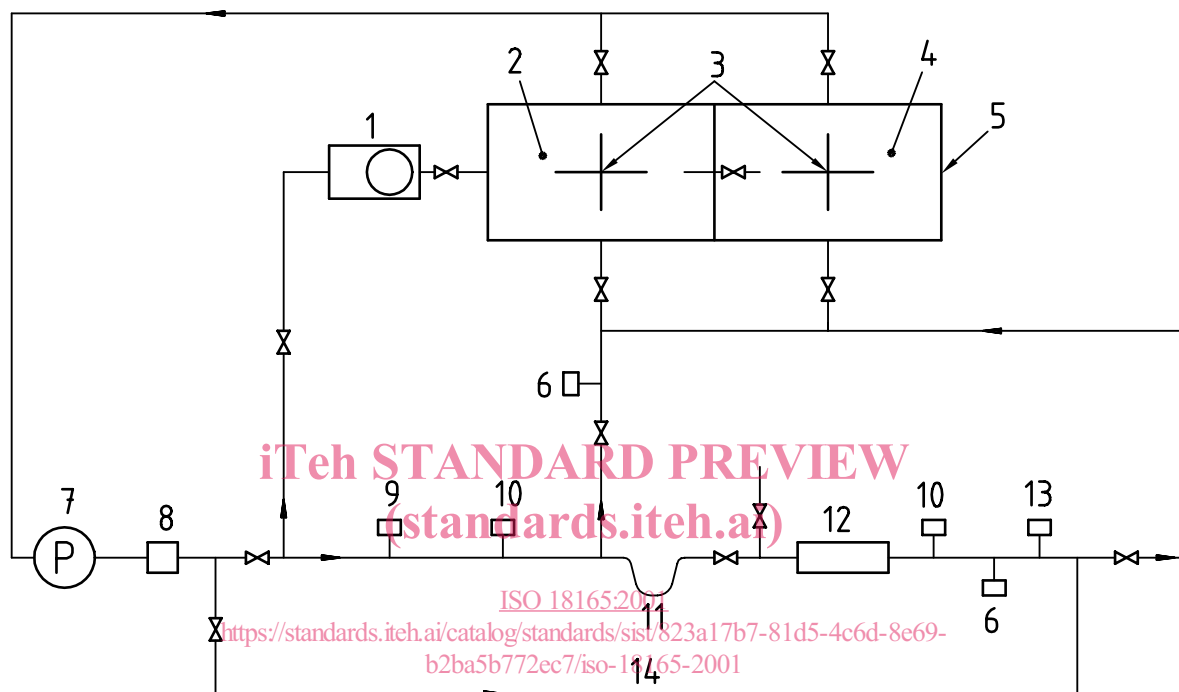 2
3
4
1
5
6
iTeh STANDARD PREVIEW
7
8
9
10
(standards.iteh.ai)
12
10
13
P
ISO 18165:2001
11
6
https://standards.iteh.ai/catalog/standards/sist/823a17b7-81d5-4c6d-8e69-
b2ba5b772ec7/iso-18165-2001
14